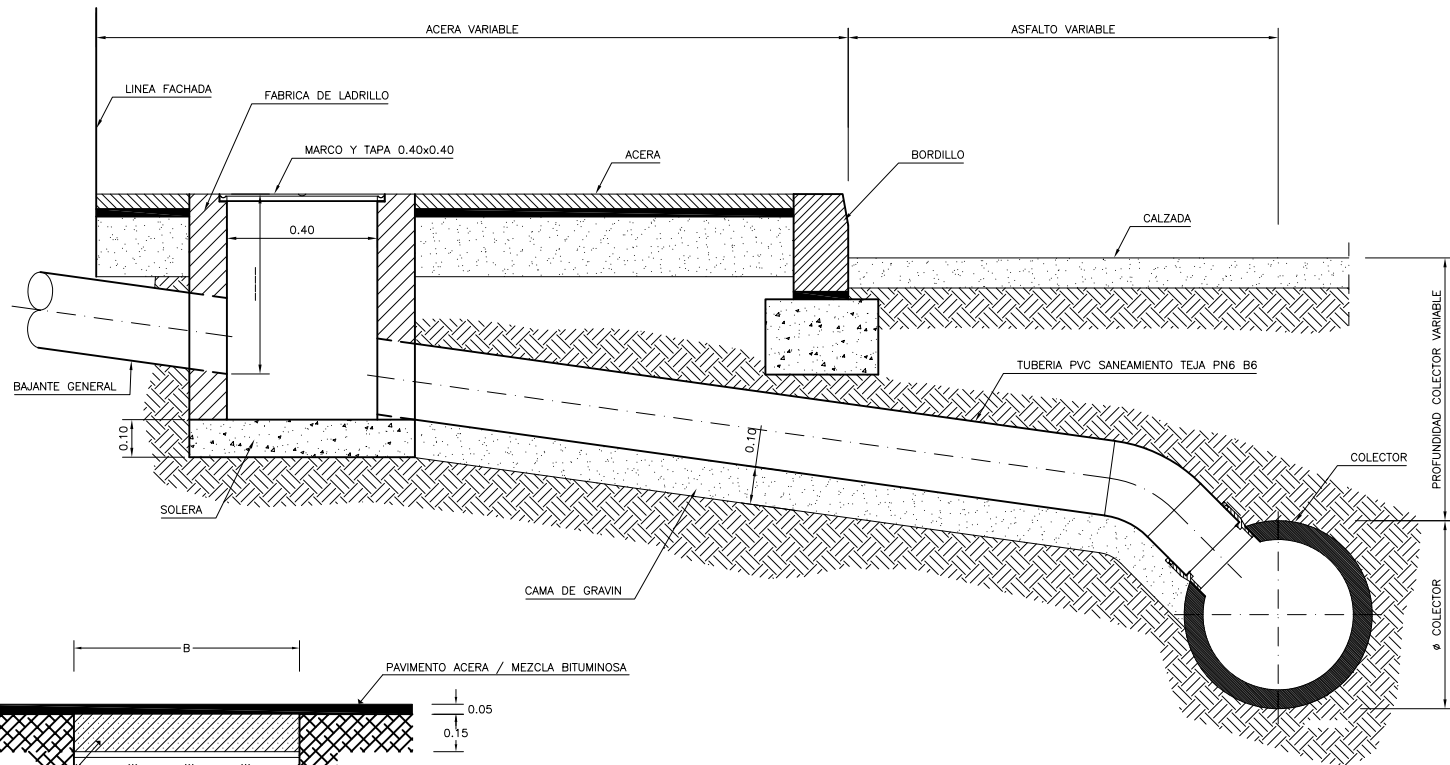 ACERA VARIABLE
ASFALTO VARIABLE
LINEA FACHADA
FABRICA DE LADRILLO
MARCO Y TAPA 0.40x0.40
ACERA
BORDILLO
CALZADA
0.40
BAJANTE GENERAL
TUBERIA PVC SANEAMIENTO TEJA PN6 B6
PROFUNDIDAD COLECTOR VARIABLE
0.10
0.10
COLECTOR
SOLERA
CAMA DE GRAVIN
ø COLECTOR
B
PAVIMENTO ACERA / MEZCLA BITUMINOSA
0.05
0.15